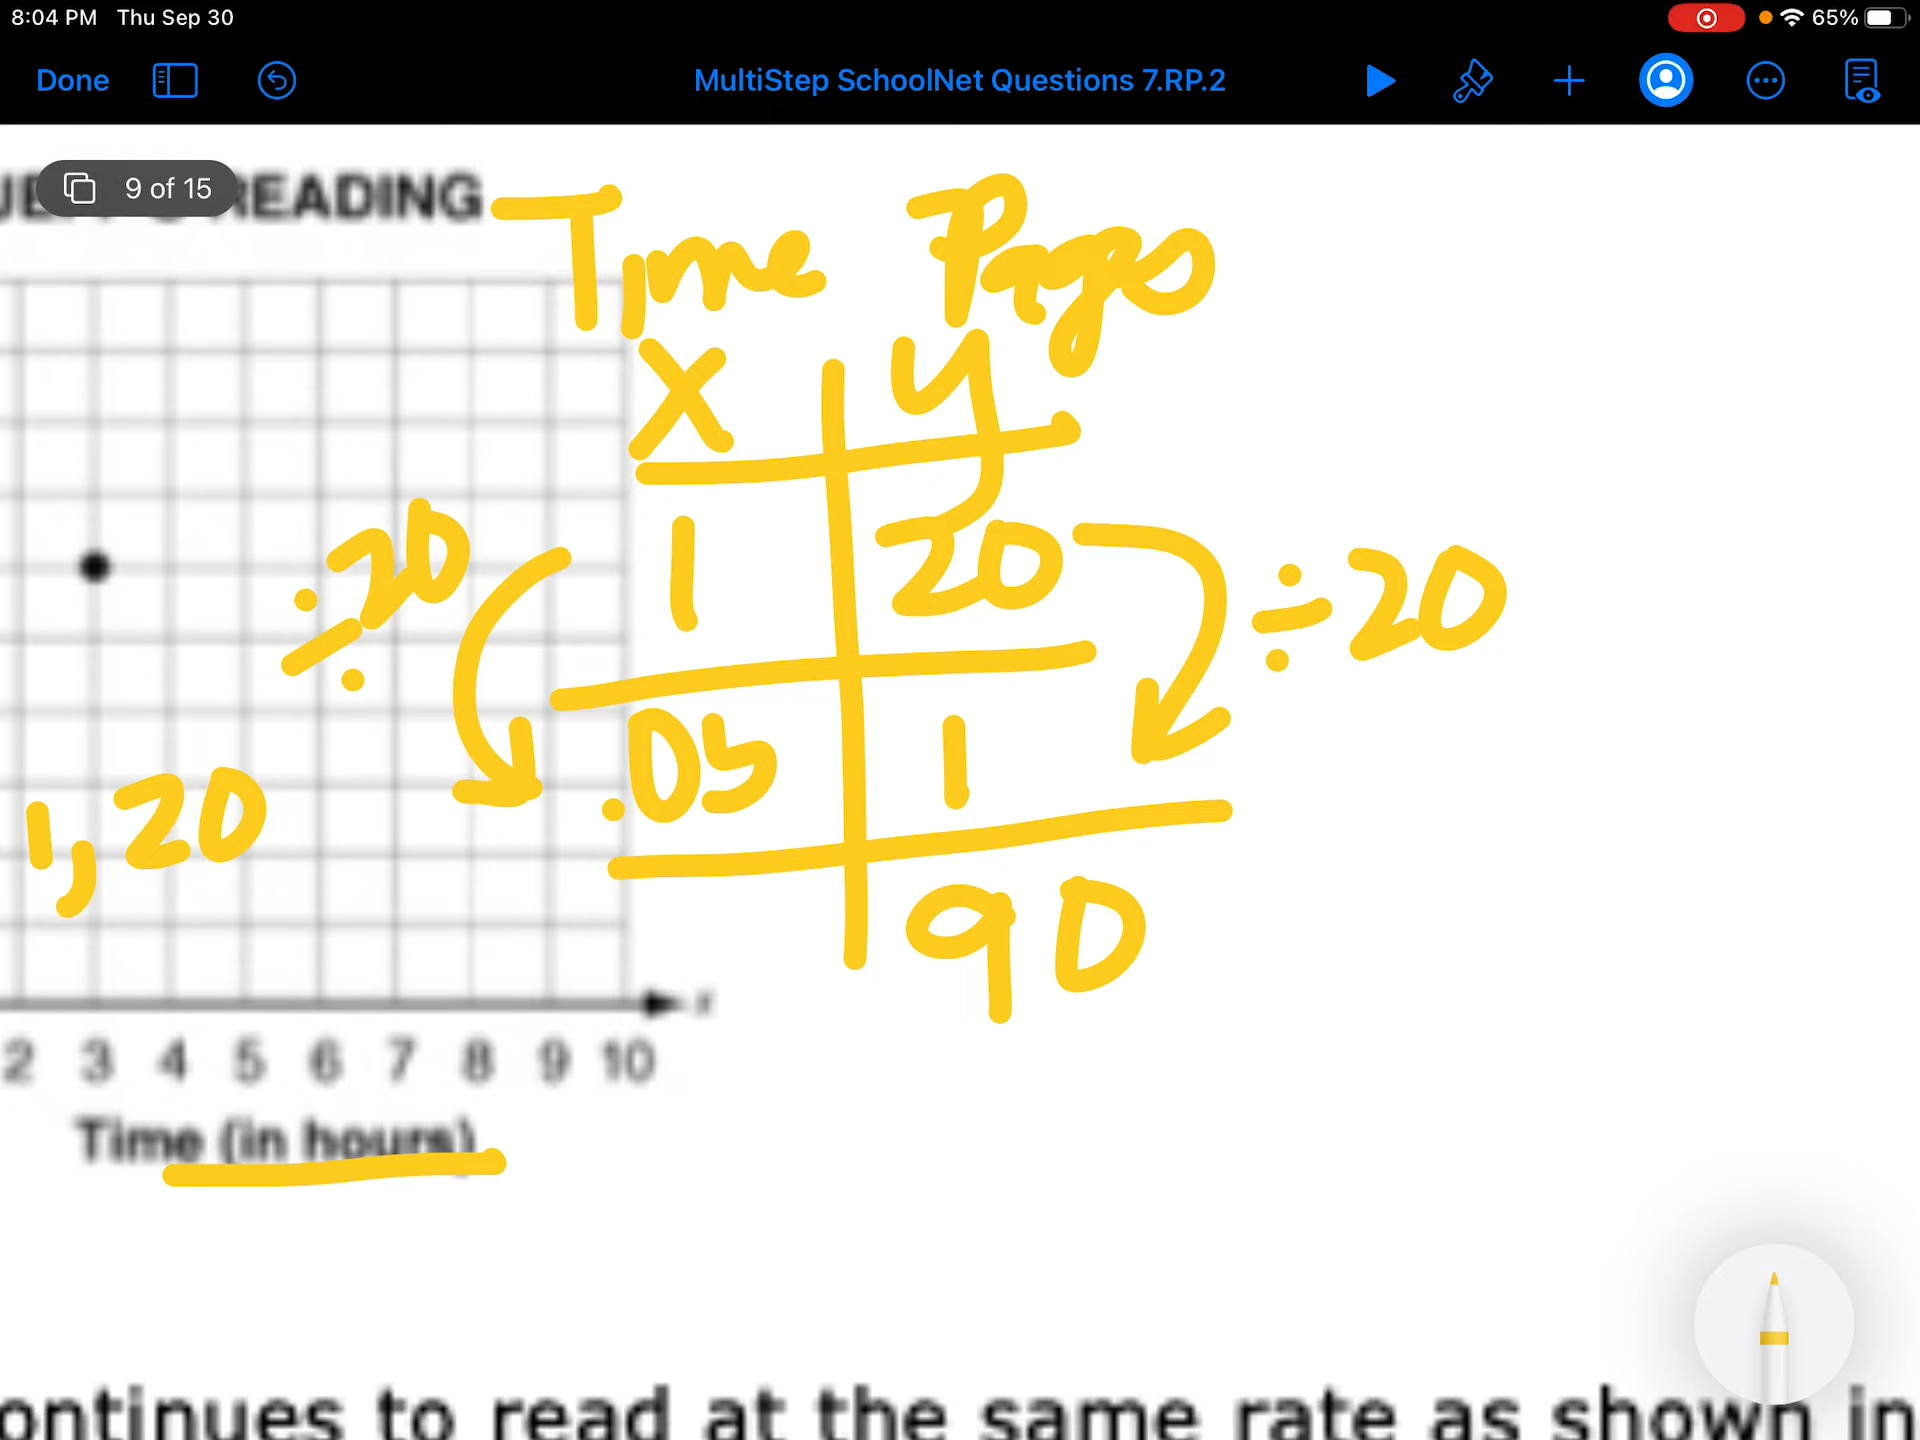 8:04 PM Thu Sep 30
65%
Done
MultiStep SchoolNet Questions 7.RP.2
9 of 15
READING
Time Pages
x y
1 20
÷20
÷20
.05 1
1,20
90
2 3 4 5 6 7 8 9 10
Time (in hours)
ontinues to read at the same rate as shown in